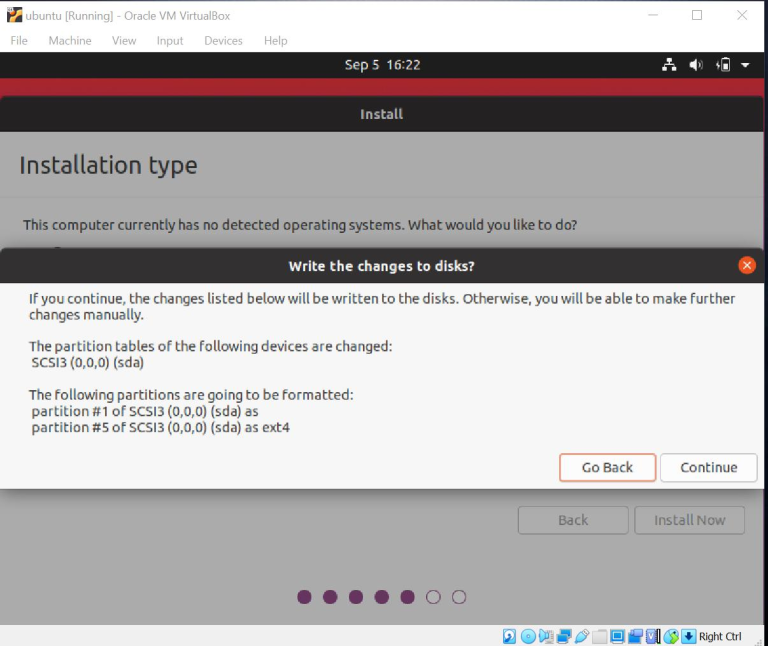 ubuntu [Running] - Oracle VM VirtualBox
File Machine View Input Devices Help
Sep 5 16:22
Install
Installation type
This computer currently has no detected operating systems. What would you like to do?
Write the changes to disks?
If you continue, the changes listed below will be written to the disks. Otherwise, you will be able to make further
changes manually.
The partition tables of the following devices are changed:
SCSI3 (0,0,0) (sda)
The following partitions are going to be formatted:
partition #1 of SCSI3 (0,0,0) (sda) as
partition #5 of SCSI3 (0,0,0) (sda) as ext4
Go Back Continue
Back Install Now
Right Ctrl